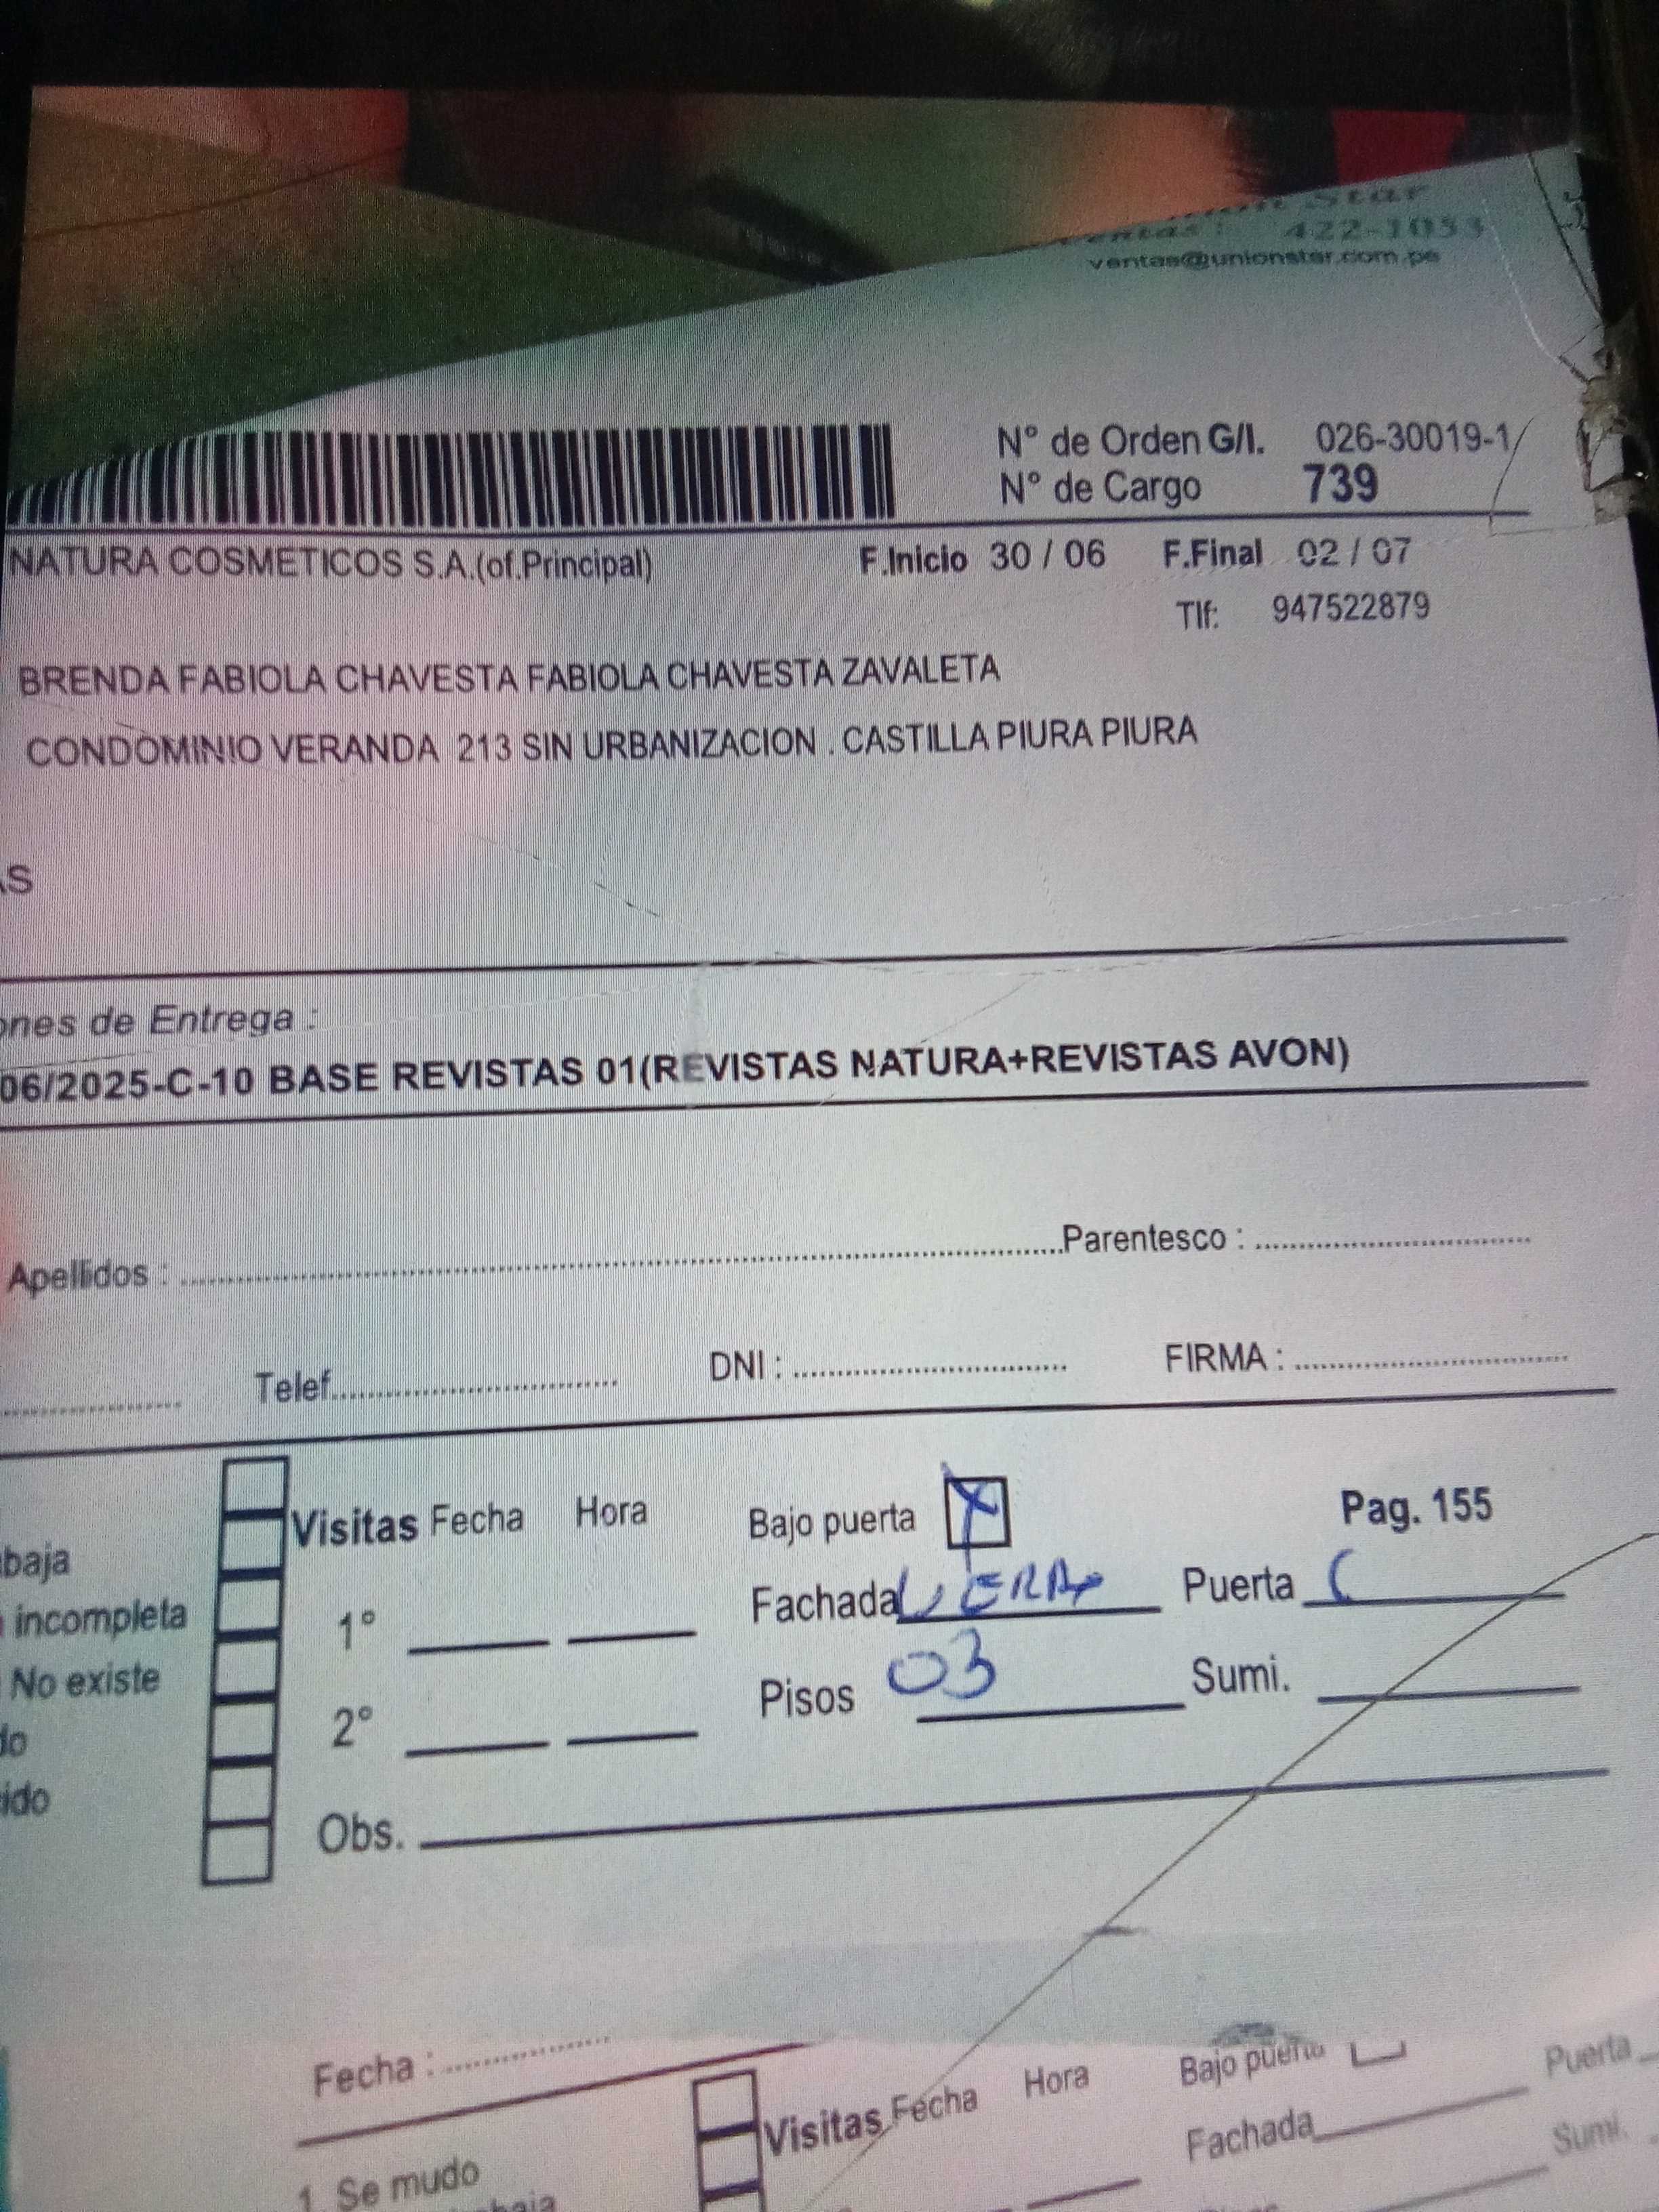 Star
422-1053
ventas@unionstar.com.pe
N° de Orden G/I. 026-30019-1
N° de Cargo 739
NATURA COSMETICOS S.A.(of.Principal) F.Inicio 30 / 06 F.Final 02 / 07
Tlf: 947522879
BRENDA FABIOLA CHAVESTA FABIOLA CHAVESTA ZAVALETA
CONDOMINIO VERANDA 213 SIN URBANIZACION . CASTILLA PIURA PIURA
AS
ones de Entrega :
06/2025-C-10 BASE REVISTAS 01(REVISTAS NATURA+REVISTAS AVON)
Apellidos : Parentesco :
Telef. DNI : FIRMA :
Visitas Fecha Hora Bajo puerta X Pag. 155
baja
Fachada Puerta
incompleta 1°
No existe Pisos 03 Sumi.
do 2°
ido
Obs.
Fecha :
Visitas Fecha Hora Bajo puerta Puerta
Fachada Sumi.
1. Se mudo